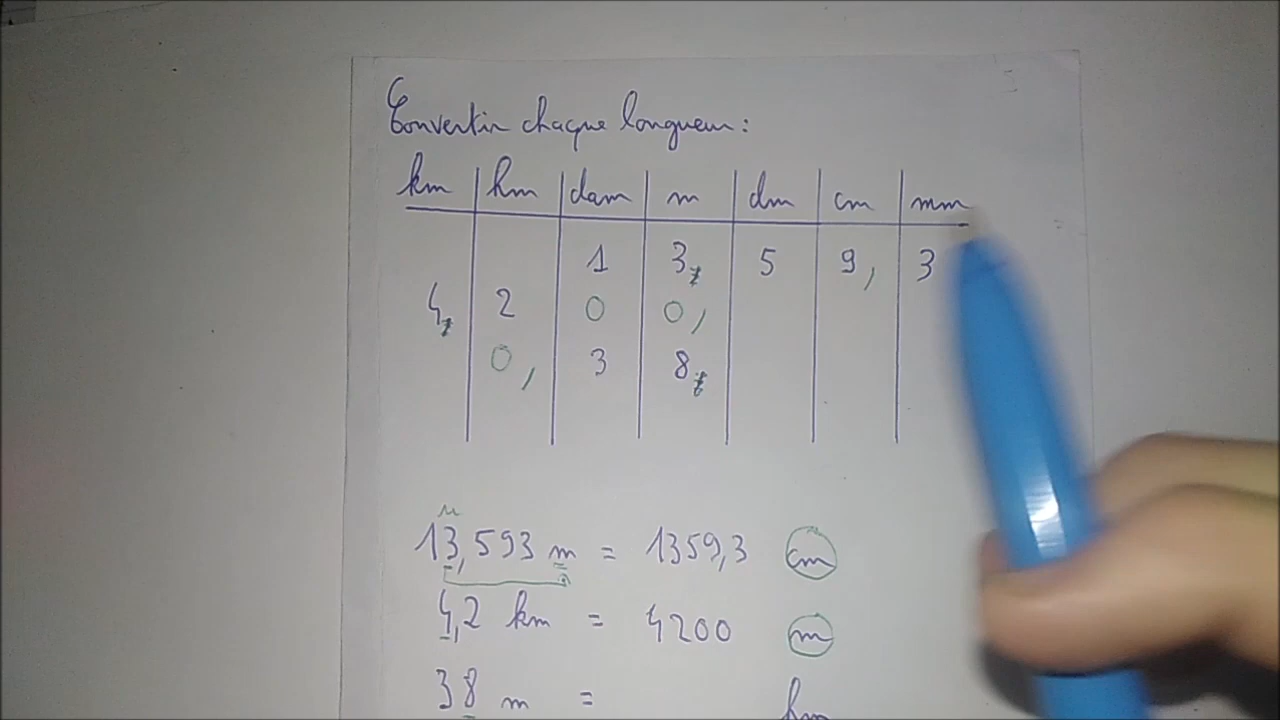 Convertir chaque longueur :
km hm dam m dm cm mm
1 3, 5 9, 3
4, 2 0 0,
0, 3 8,
u
13,593 m = 1359,3 cm
4,2 km = 4200 m
38 m = hm